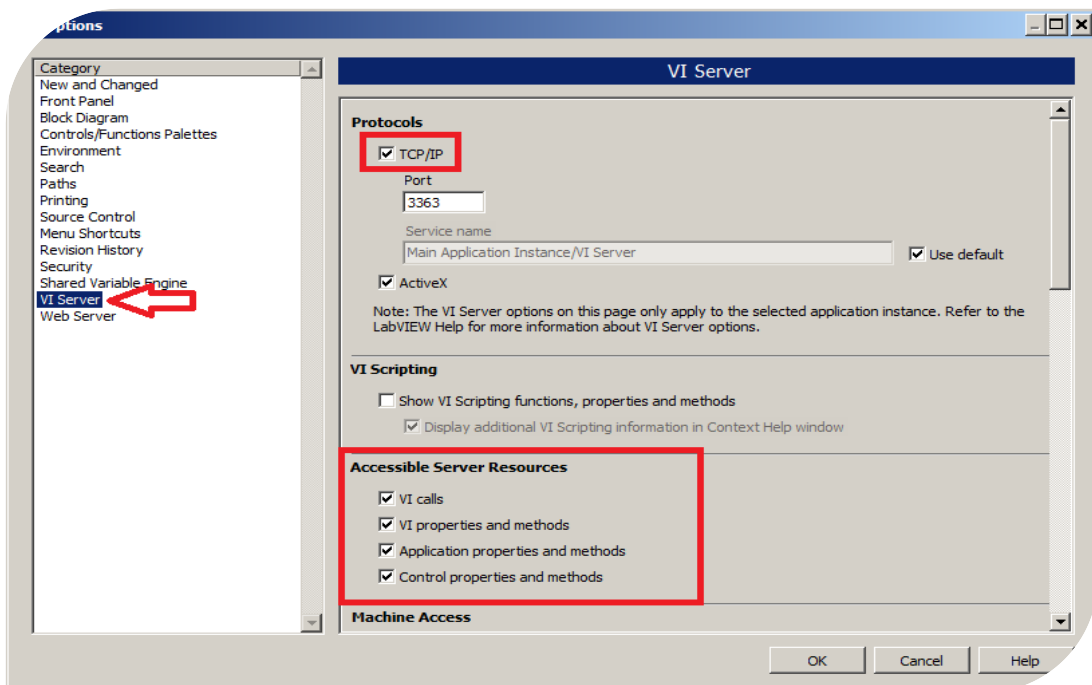 ptions
Category
New and Changed
Front Panel
Block Diagram
Controls/Functions Palettes
Environment
Search
Paths
Printing
Source Control
Menu Shortcuts
Revision History
Security
Shared Variable Engine
VI Server
Web Server
VI Server
Protocols
TCP/IP
Port
3363
Service name
Main Application Instance/VI Server
Use default
ActiveX
Note: The VI Server options on this page only apply to the selected application instance. Refer to the
LabVIEW Help for more information about VI Server options.
VI Scripting
Show VI Scripting functions, properties and methods
Display additional VI Scripting information in Context Help window
Accessible Server Resources
VI calls
VI properties and methods
Application properties and methods
Control properties and methods
Machine Access
OK
Cancel
Help